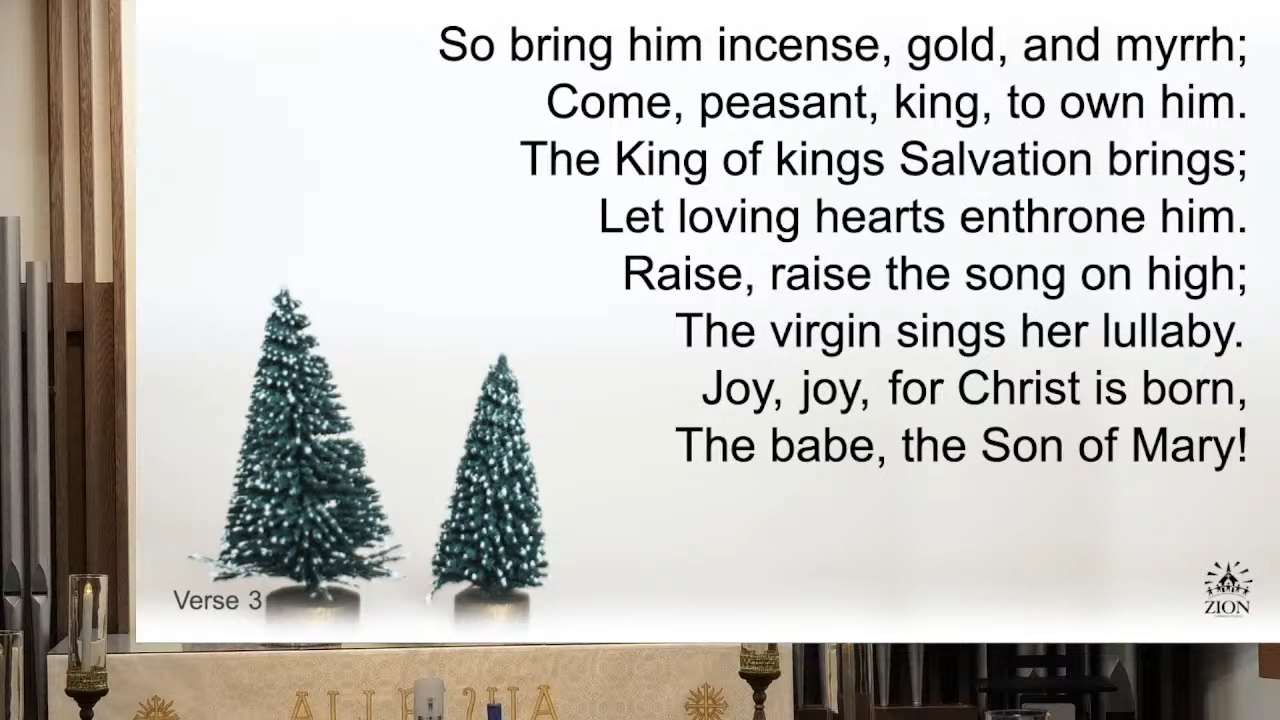 So bring him incense, gold, and myrrh;
Come, peasant, king, to own him.
The King of kings Salvation brings;
Let loving hearts enthrone him.
Raise, raise the song on high;
The virgin sings her lullaby.
Joy, joy, for Christ is born,
The babe, the Son of Mary!
Verse 3
ZION